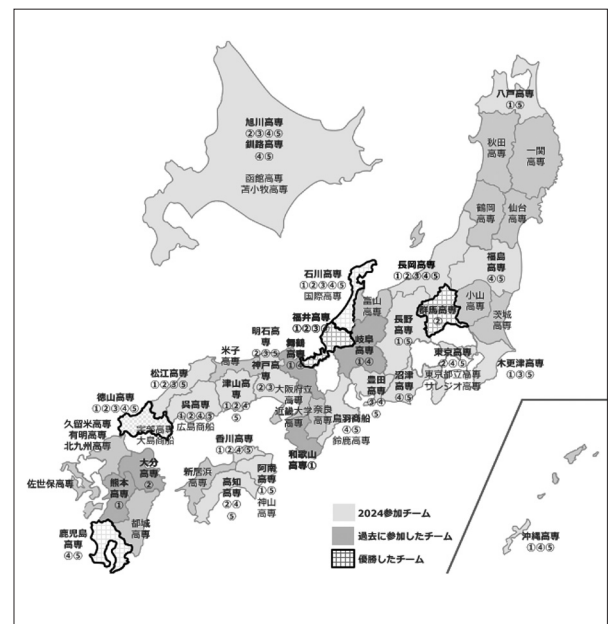 旭川高専
②③④⑤
釧路高専
④⑤
函館高専
苫小牧高専
八戸高専
①⑤
秋田
高専
一関
高専
鶴岡
高専
仙台
高専
福島
高専
④⑤
長岡高専
①②③④⑤
石川高専
①②③④⑤
国際高専
富山
高専
群馬高専
②
小山
高専
茨城
高専
福井高専
①②③
長野
高専
①⑤
岐阜
高専
①④
東京高専
②④⑤
東京都立高専
サレジオ高専
木更津高専
①③⑤
明石高専
②③⑤
舞鶴
高専
①④
米子
高専
神戸高専
②③
松江高専
①②③⑤
津山高専
①②④
⑤
大阪府立
高専
近畿大学
高専
奈良
高専
豊田
高専
⑤
沼津
高専
④⑤
鳥羽商船
④⑤
鈴鹿高専
徳山高専
①②③④⑤
呉高専
①②④⑤
広島商船
宇部高専
大島商船
和歌山
高専①
久留米高専
有明高専
北九州高専
香川高専
①②④⑤
新居浜
高専
高知
高専
②④
⑤
阿南
高専
①⑤
神山
高専
佐世保高専
大分
高専
②
熊本
高専
①
都城
高専
鹿児島
高専
④⑤
沖縄高専
①④⑤
2024参加チーム
過去に参加したチーム
優勝したチーム